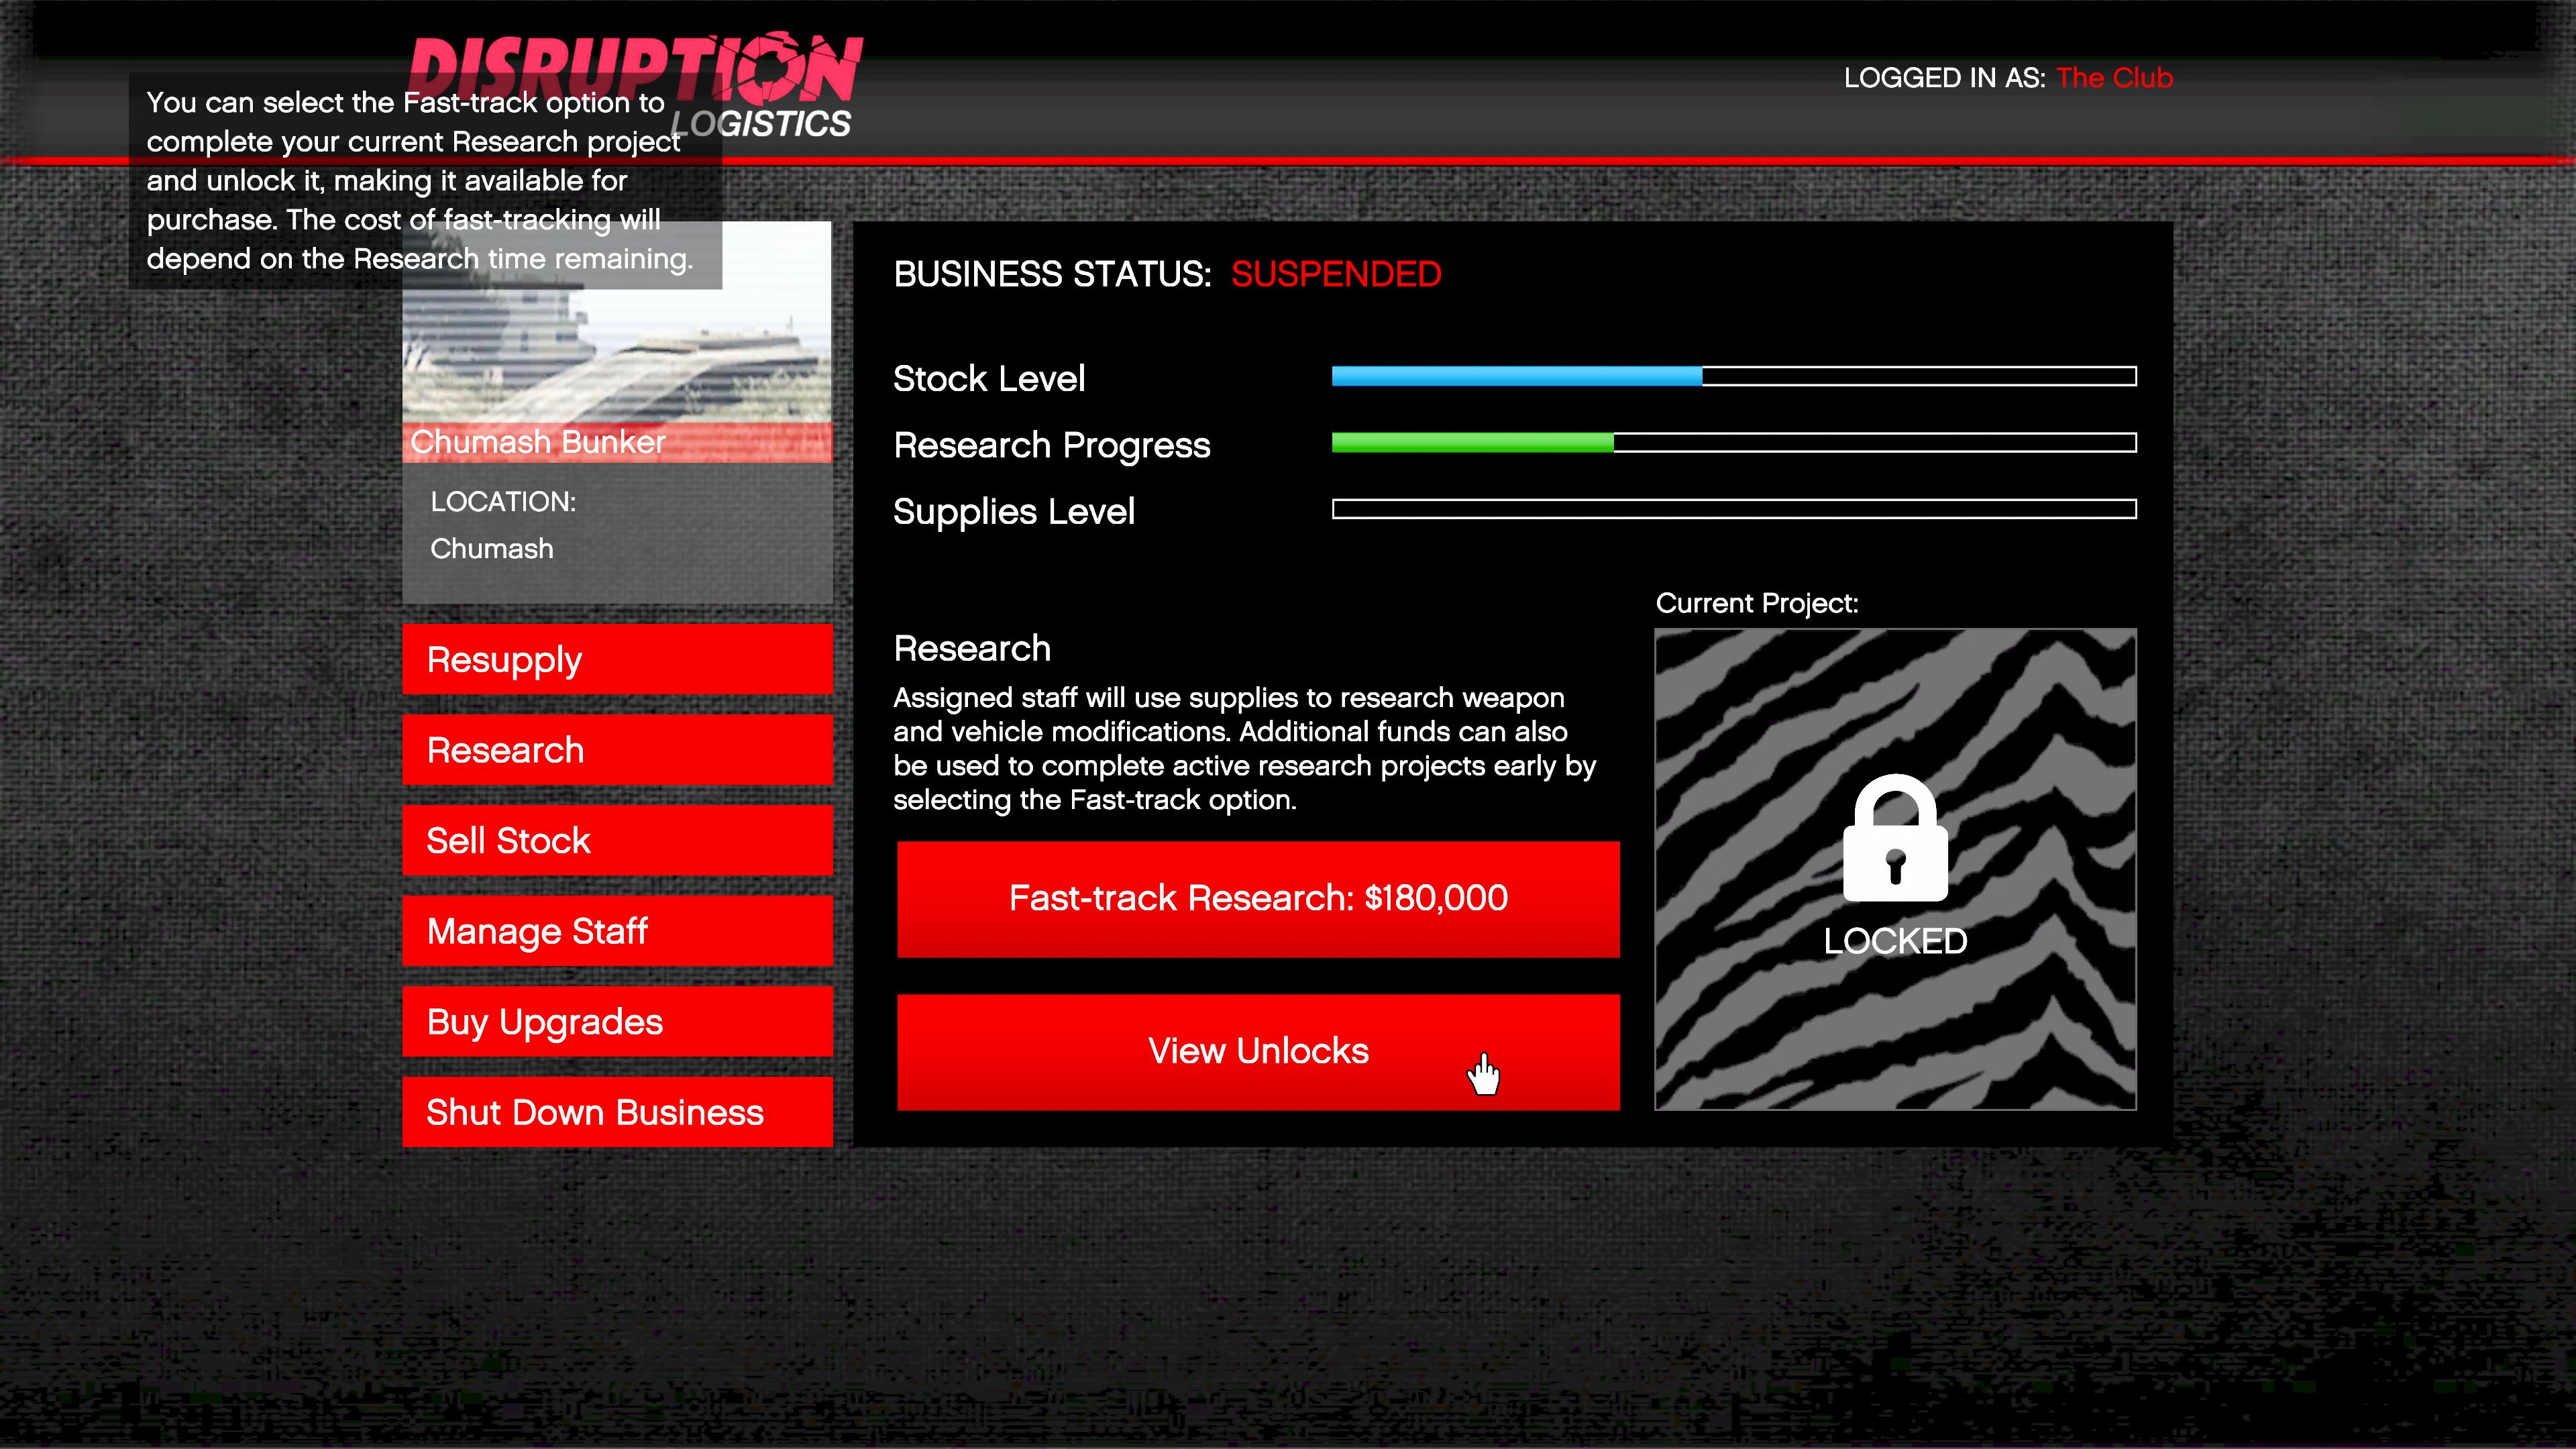 DISRUPTION
LOGISTICS
LOGGED IN AS: The Club
You can select the Fast-track option to
complete your current Research project
and unlock it, making it available for
purchase. The cost of fast-tracking will
depend on the Research time remaining.
Chumash Bunker
LOCATION:
Chumash
Resupply
Research
Sell Stock
Manage Staff
Buy Upgrades
Shut Down Business
BUSINESS STATUS: SUSPENDED
Stock Level
Research Progress
Supplies Level
Research
Assigned staff will use supplies to research weapon
and vehicle modifications. Additional funds can also
be used to complete active research projects early by
selecting the Fast-track option.
Fast-track Research: $180,000
View Unlocks
Current Project:
LOCKED